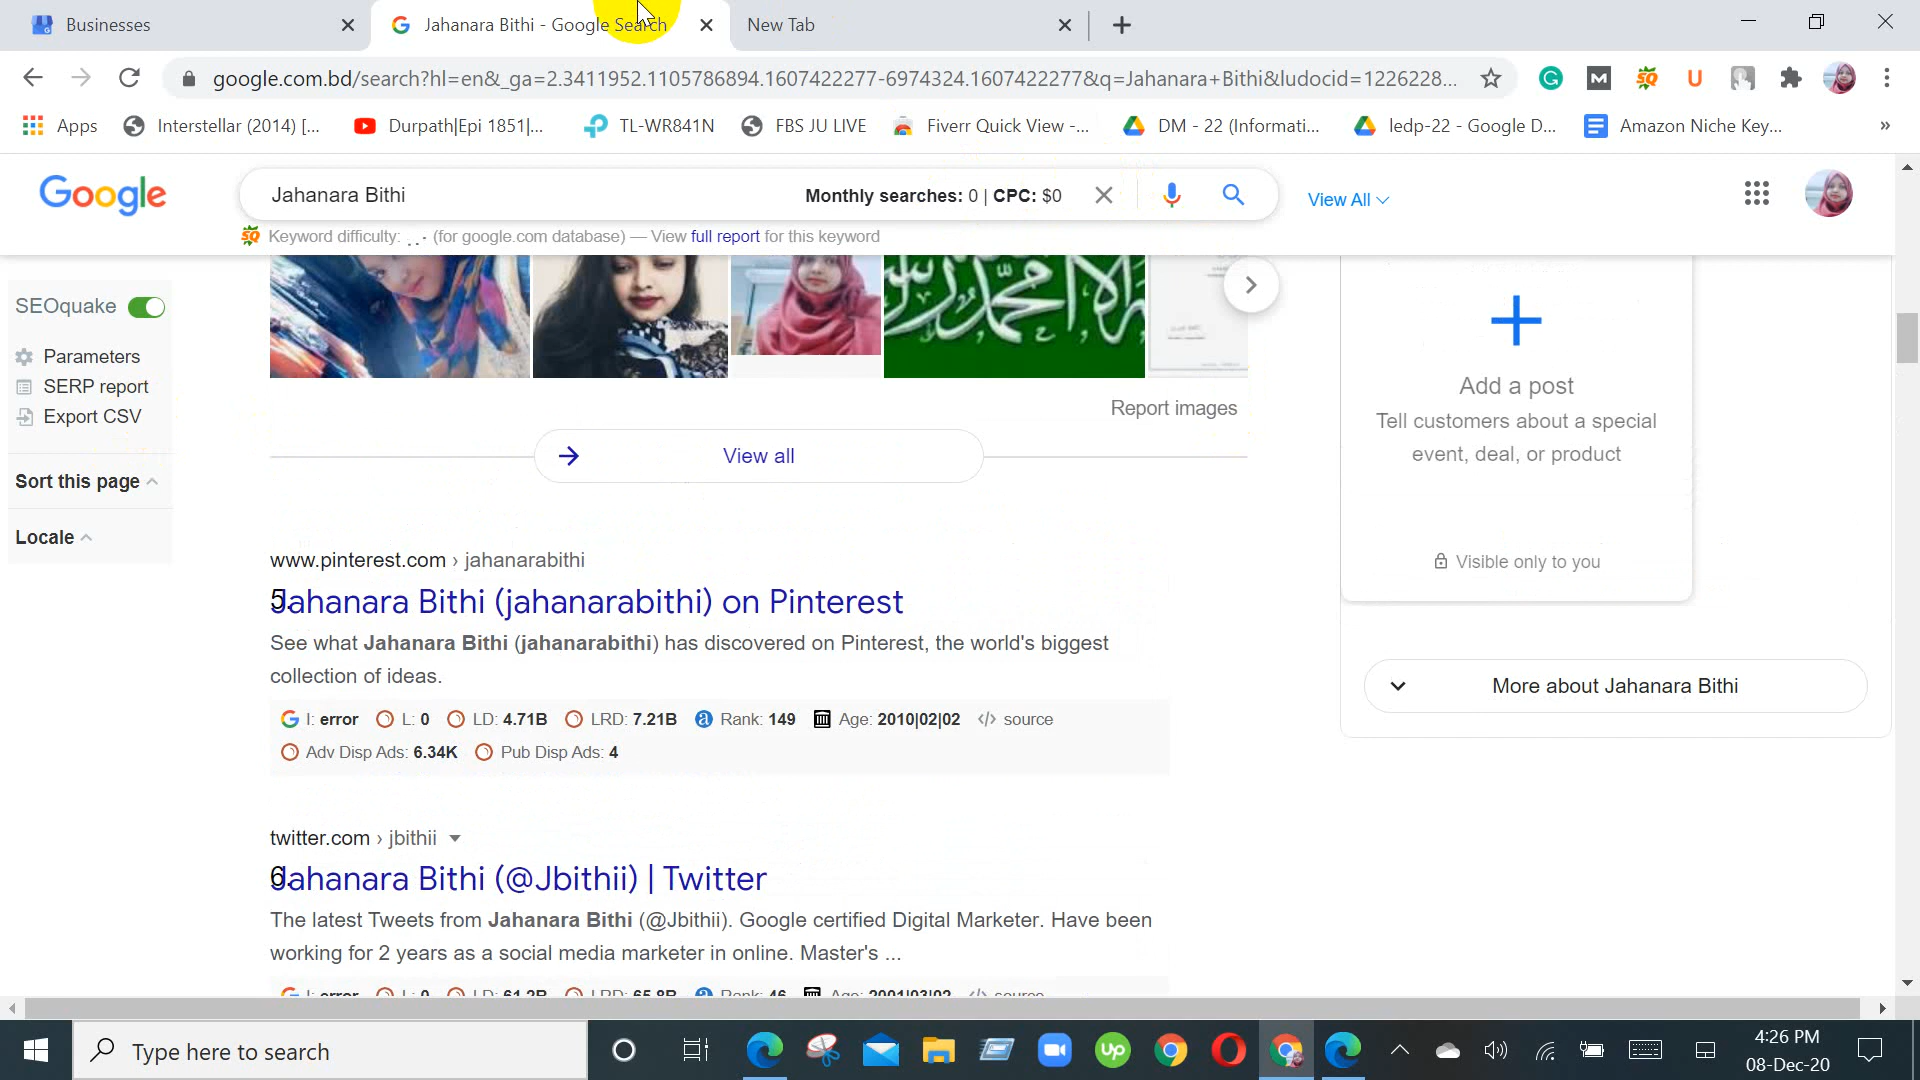 Businesses
Jahanara Bithi - Google Search
New Tab
google.com.bd/search?hl=en&_ga=2.3411952.1105786894.1607422277-6974324.1607422277&q=Jahanara+Bithi&ludocid=1226228...
Apps
Interstellar (2014) [...
Durpath|Epi 1851|...
TL-WR841N
FBS JU LIVE
Fiverr Quick View -...
DM - 22 (Informati...
ledp-22 - Google D...
Amazon Niche Key...
»
Google
Jahanara Bithi
Monthly searches: 0 | CPC: $0
View All
Keyword difficulty: (for google.com database) — View full report for this keyword
SEOquake
Parameters
SERP report
Export CSV
Sort this page
Locale
Report images
View all
www.pinterest.com › jahanarabithi
5.
Jahanara Bithi (jahanarabithi) on Pinterest
See what Jahanara Bithi (jahanarabithi) has discovered on Pinterest, the world's biggest
collection of ideas.
I: error L: 0 LD: 4.71B LRD: 7.21B Rank: 149 Age: 2010|02|02 </> source
Adv Disp Ads: 6.34K Pub Disp Ads: 4
twitter.com › jbithii
6.
Jahanara Bithi (@Jbithii) | Twitter
The latest Tweets from Jahanara Bithi (@Jbithii). Google certified Digital Marketer. Have been
working for 2 years as a social media marketer in online. Master's ...
Add a post
Tell customers about a special
event, deal, or product
Visible only to you
More about Jahanara Bithi
Type here to search
up
4:26 PM
08-Dec-20